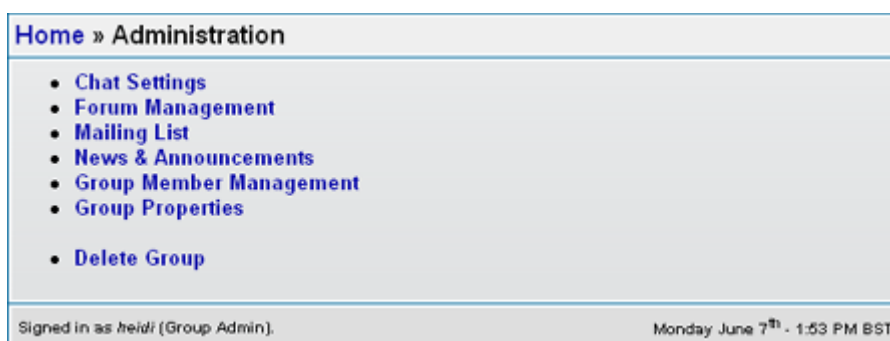 Home » Administration
• Chat Settings
• Forum Management
• Mailing List
• News & Announcements
• Group Member Management
• Group Properties
• Delete Group
Signed in as heidi (Group Admin). Monday June 7th - 1:53 PM BST